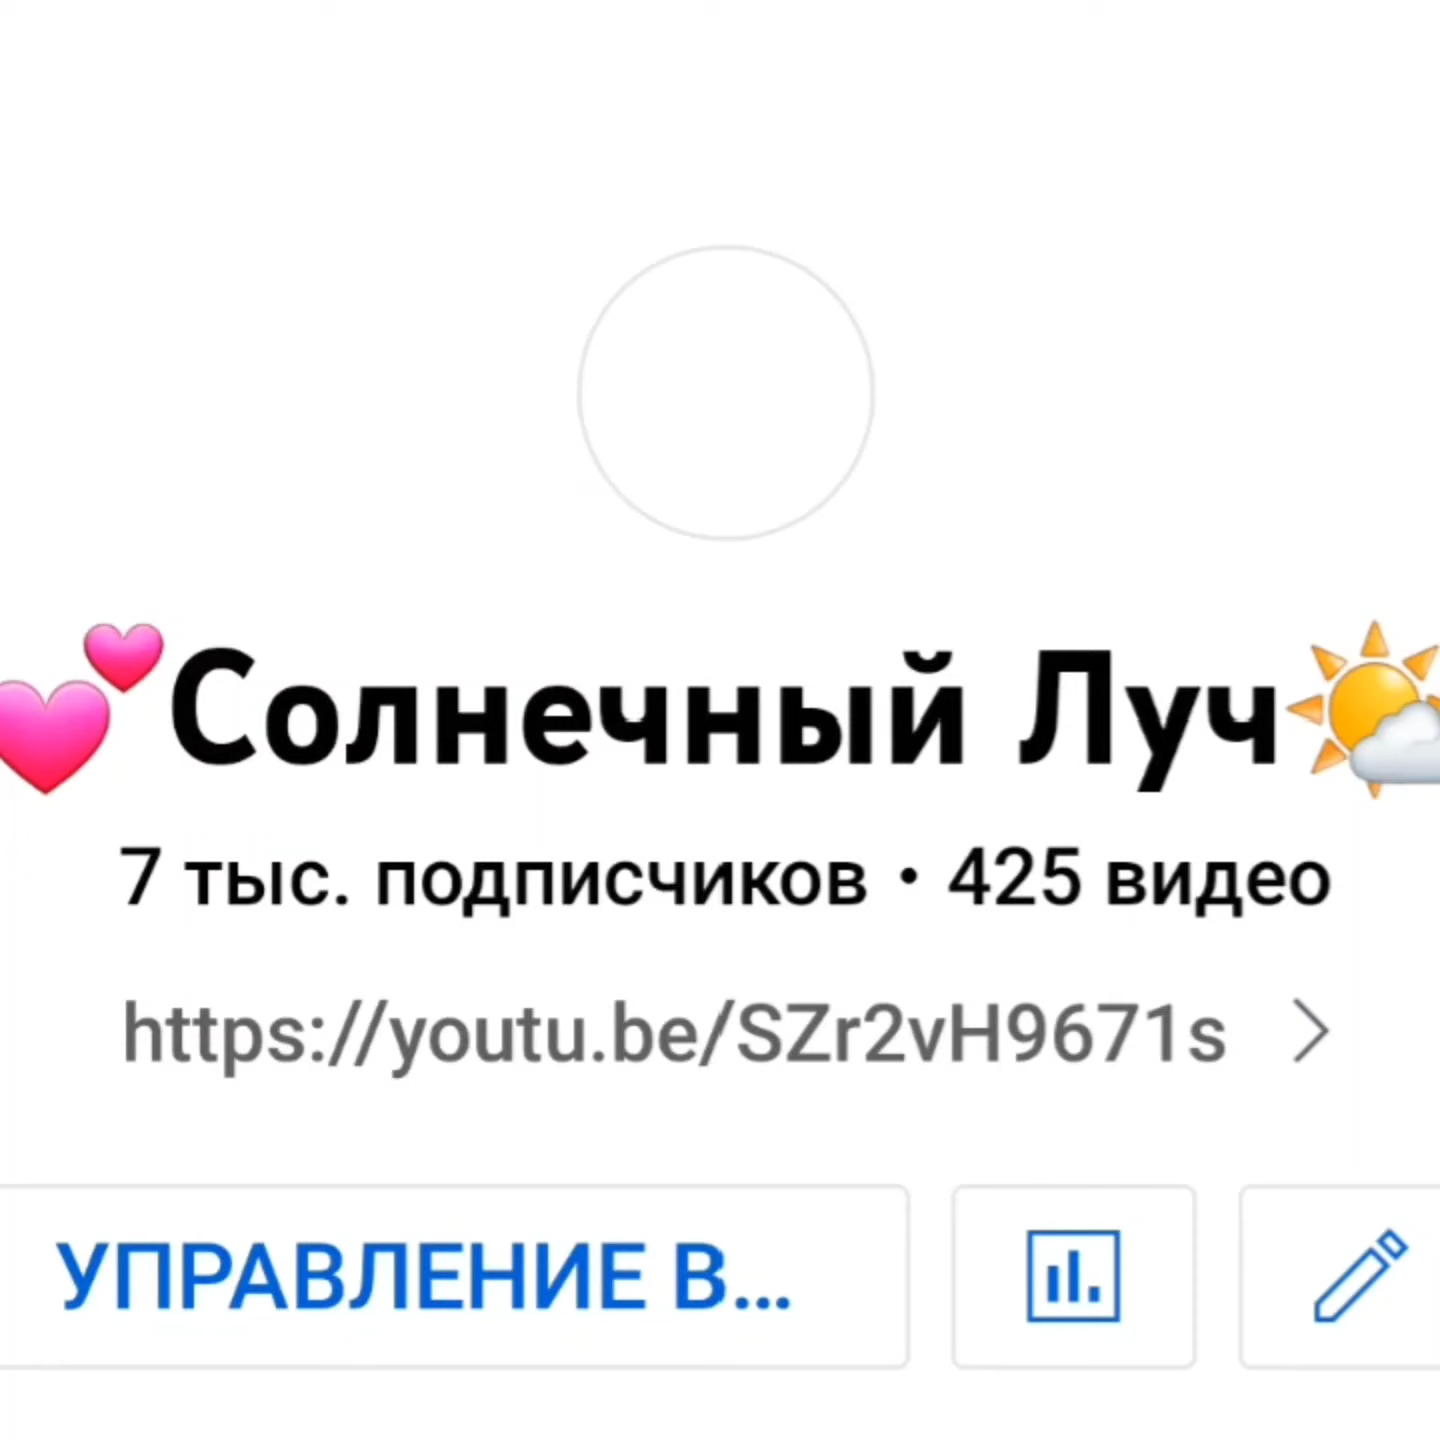 💕Солнечный Луч🌤
7 тыс. подписчиков • 425 видео
https://youtu.be/SZr2vH9671s
УПРАВЛЕНИЕ В...